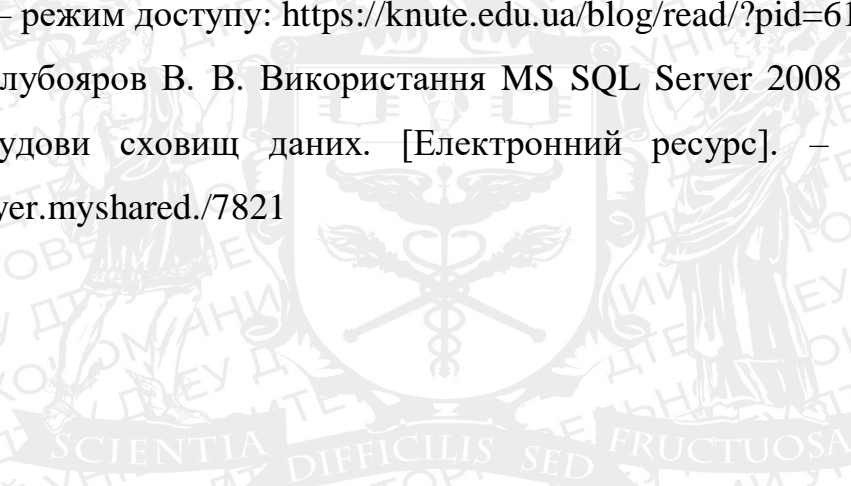 – режим доступу: https://knute.edu.ua/blog/read/?pid=61
лубояров В. В. Використання MS SQL Server 2008
удови сховищ даних. [Електронний ресурс]. –
yer.myshared./7821
SCIENTIA DIFFICILIS SED FRUCTUOSA